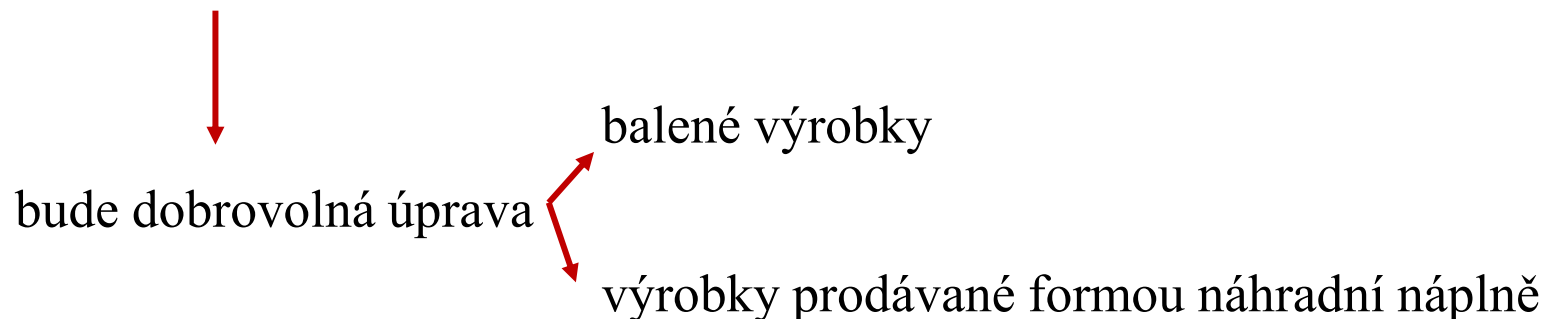 balené výrobky
bude dobrovolná úprava
výrobky prodávané formou náhradní náplně